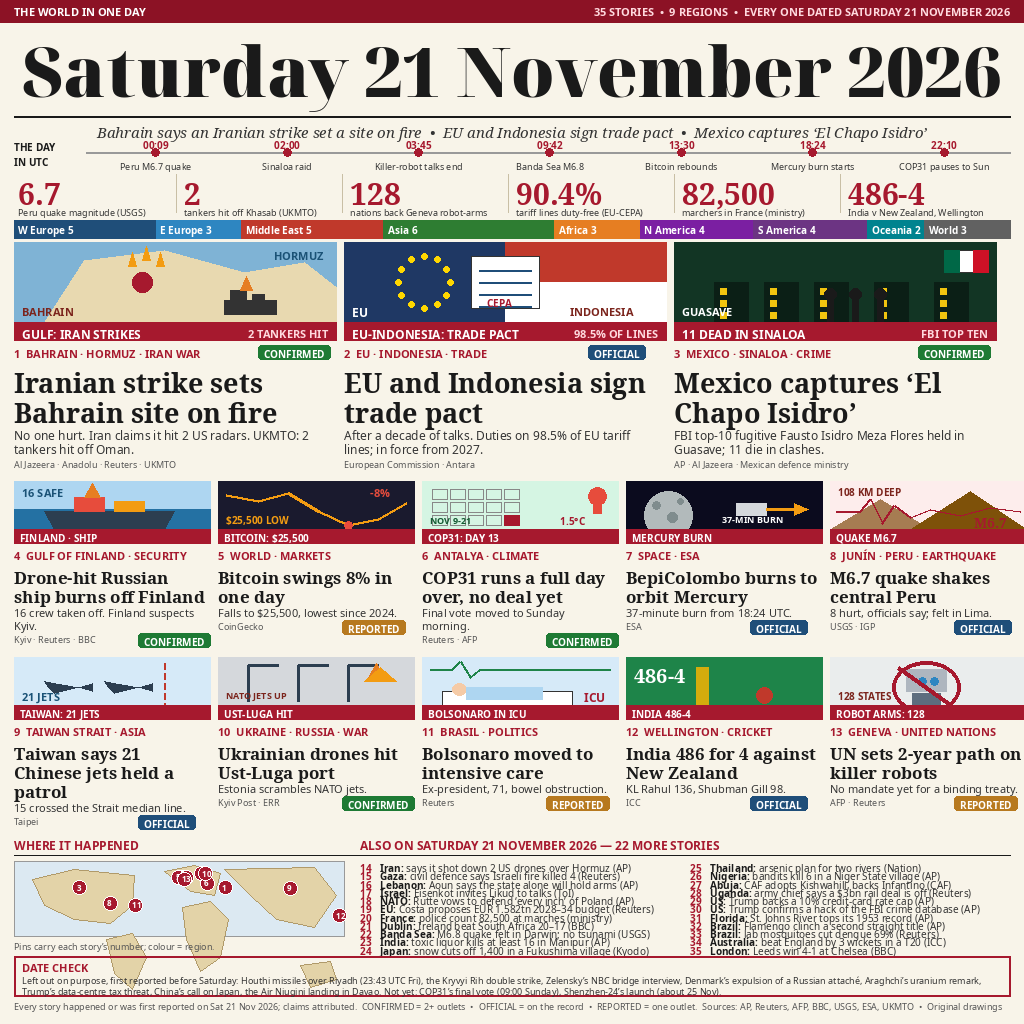 THE WORLD IN ONE DAY
35 STORIES • 9 REGIONS • EVERY ONE DATED SATURDAY 21 NOVEMBER 2026
Saturday 21 November 2026
Bahrain says an Iranian strike set a site on fire • EU and Indonesia sign trade pact • Mexico captures ‘El Chapo Isidro’
THE DAY
IN UTC
00:09 02:00 03:45 09:42 13:30 18:24 22:10
Peru M6.7 quake Sinaloa raid Killer-robot talks end Banda Sea M6.8 Bitcoin rebounds Mercury burn starts COP31 pauses to Sun
6.7 2 128 90.4% 82,500 486-4
Peru quake magnitude (USGS) tankers hit off Khasab (UKMTO) nations back Geneva robot-arms tariff lines duty-free (EU-CEPA) marchers in France (ministry) India v New Zealand, Wellington
W Europe 5 E Europe 3 Middle East 5 Asia 6 Africa 3 N America 4 S America 4 Oceania 2 World 3
HORMUZ
BAHRAIN
GULF: IRAN STRIKES 2 TANKERS HIT
1 BAHRAIN · HORMUZ · IRAN WAR CONFIRMED
Iranian strike sets
Bahrain site on fire
No one hurt. Iran claims it hit 2 US radars. UKMTO: 2
tankers hit off Oman.
Al Jazeera · Anadolu · Reuters · UKMTO
CEPA
EU INDONESIA
EU-INDONESIA: TRADE PACT 98.5% OF LINES
2 EU · INDONESIA · TRADE OFFICIAL
EU and Indonesia sign
trade pact
After a decade of talks. Duties on 98.5% of EU tariff
lines; in force from 2027.
European Commission · Antara
GUASAVE
11 DEAD IN SINALOA FBI TOP TEN
3 MEXICO · SINALOA · CRIME CONFIRMED
Mexico captures ‘El
Chapo Isidro’
FBI top-10 fugitive Fausto Isidro Meza Flores held in
Guasave; 11 die in clashes.
AP · Al Jazeera · Mexican defence ministry
16 SAFE
FINLAND · SHIP
4 GULF OF FINLAND · SECURITY
Drone-hit Russian
ship burns off Finland
16 crew taken off. Finland suspects
Kyiv.
Kyiv · Reuters · BBC CONFIRMED
-8%
$25,500 LOW
BITCOIN: $25,500
5 WORLD · MARKETS
Bitcoin swings 8% in
one day
Falls to $25,500, lowest since 2024.
CoinGecko REPORTED
NOV 9-21 1.5°C
COP31: DAY 13
6 ANTALYA · CLIMATE
COP31 runs a full day
over, no deal yet
Final vote moved to Sunday
morning.
Reuters · AFP CONFIRMED
37-MIN BURN
MERCURY BURN
7 SPACE · ESA
BepiColombo burns to
orbit Mercury
37-minute burn from 18:24 UTC.
ESA OFFICIAL
108 KM DEEP
M6.7
QUAKE M6.7
8 JUNÍN · PERU · EARTHQUAKE
M6.7 quake shakes
central Peru
8 hurt, officials say; felt in Lima.
USGS · IGP OFFICIAL
21 JETS
TAIWAN: 21 JETS
9 TAIWAN STRAIT · ASIA
Taiwan says 21
Chinese jets held a
patrol
15 crossed the Strait median line.
Taipei OFFICIAL
NATO JETS UP
UST-LUGA HIT
10 UKRAINE · RUSSIA · WAR
Ukrainian drones hit
Ust-Luga port
Estonia scrambles NATO jets.
Kyiv Post · ERR CONFIRMED
ICU
BOLSONARO IN ICU
11 BRASIL · POLITICS
Bolsonaro moved to
intensive care
Ex-president, 71, bowel obstruction.
Reuters REPORTED
486-4
INDIA 486-4
12 WELLINGTON · CRICKET
India 486 for 4 against
New Zealand
KL Rahul 136, Shubman Gill 98.
ICC OFFICIAL
128 STATES
ROBOT ARMS: 128
13 GENEVA · UNITED NATIONS
UN sets 2-year path on
killer robots
No mandate yet for a binding treaty.
AFP · Reuters REPORTED
WHERE IT HAPPENED
3 8 11 13 10 6 1 9 12
Pins carry each story's number; colour = region.
ALSO ON SATURDAY 21 NOVEMBER 2026 — 22 MORE STORIES
14 Iran: says it shot down 2 US drones over Hormuz (AP)
15 Gaza: civil defence says Israeli fire killed 4 (Reuters)
16 Lebanon: Aoun says the state alone will hold arms (AP)
17 Israel: Eisenkot invites Likud to talks (ToI)
18 NATO: Rutte vows to defend 'every inch' of Poland (AP)
19 EU: Costa proposes EUR 1.582tn 2028–34 budget (Reuters)
20 France: police count 82,500 at marches (ministry)
21 Dublin: Ireland beat South Africa 20–17 (BBC)
22 Banda Sea: M6.8 quake felt in Darwin; no tsunami (USGS)
23 India: toxic liquor kills at least 16 in Manipur (AP)
24 Japan: snow cuts off 1,400 in a Fukushima village (Kyodo)
25 Thailand: arsenic plan for two rivers (Nation)
26 Nigeria: bandits kill 6 in Niger State village (AP)
27 Abuja: CAF adopts Kishawali, backs Infantino (CAF)
28 Uganda: army chief says a $3bn rail deal is off (Reuters)
29 US: Trump backs a 10% credit-card rate cap (AP)
30 US: Trump confirms a hack of the FBI crime database (AP)
31 Florida: St. Johns River tops its 1953 record (AP)
32 Brazil: Flamengo clinch a second straight title (AP)
33 Brazil: Jab mosquitoes cut dengue 69% (Reuters)
34 Australia: beat England by 3 wickets in a T20 (ICC)
35 London: Leeds win 4-1 at Chelsea (BBC)
DATE CHECK
Left out on purpose, first reported before Saturday: Houthi missiles over Riyadh (23:43 UTC Fri), the Kryvyi Rih double strike, Zelensky's NBC bridge interview, Denmark's expulsion of a Russian attaché, Araghchi's uranium remark,
Trump's data-centre tax threat, China's call on Japan, the Air Niugini landing in Davao. Not yet: COP31's final vote (09:00 Sunday), Shenzhen-24's launch (about 25 Nov).
Every story happened or was first reported on Sat 21 Nov 2026; claims attributed. CONFIRMED = 2+ outlets • OFFICIAL = on the record • REPORTED = one outlet. Sources: AP, Reuters, AFP, BBC, USGS, ESA, UKMTO • Original drawings